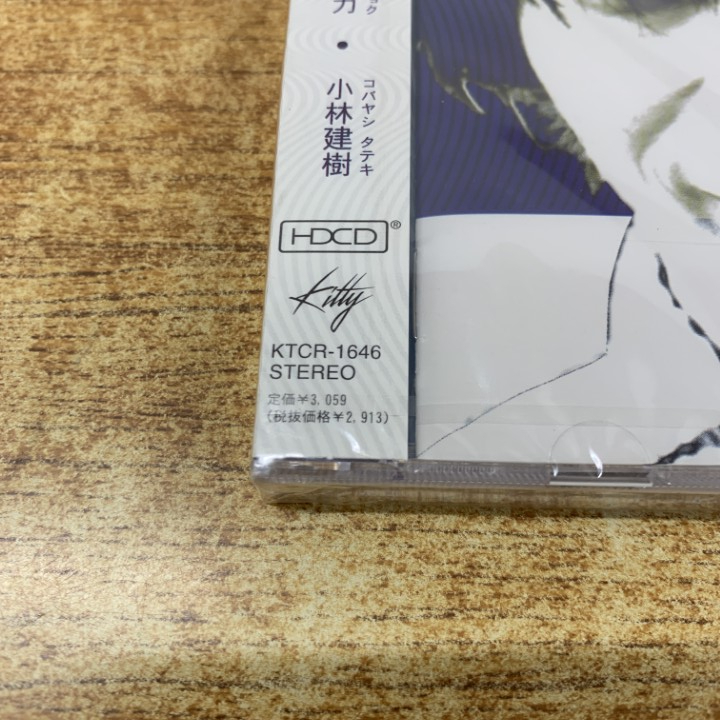 コバヤシ タテキ
小林建樹
HDCD®
Kitty
KTCR-1646
STEREO
定価¥3,059
(税抜価格¥2,913)